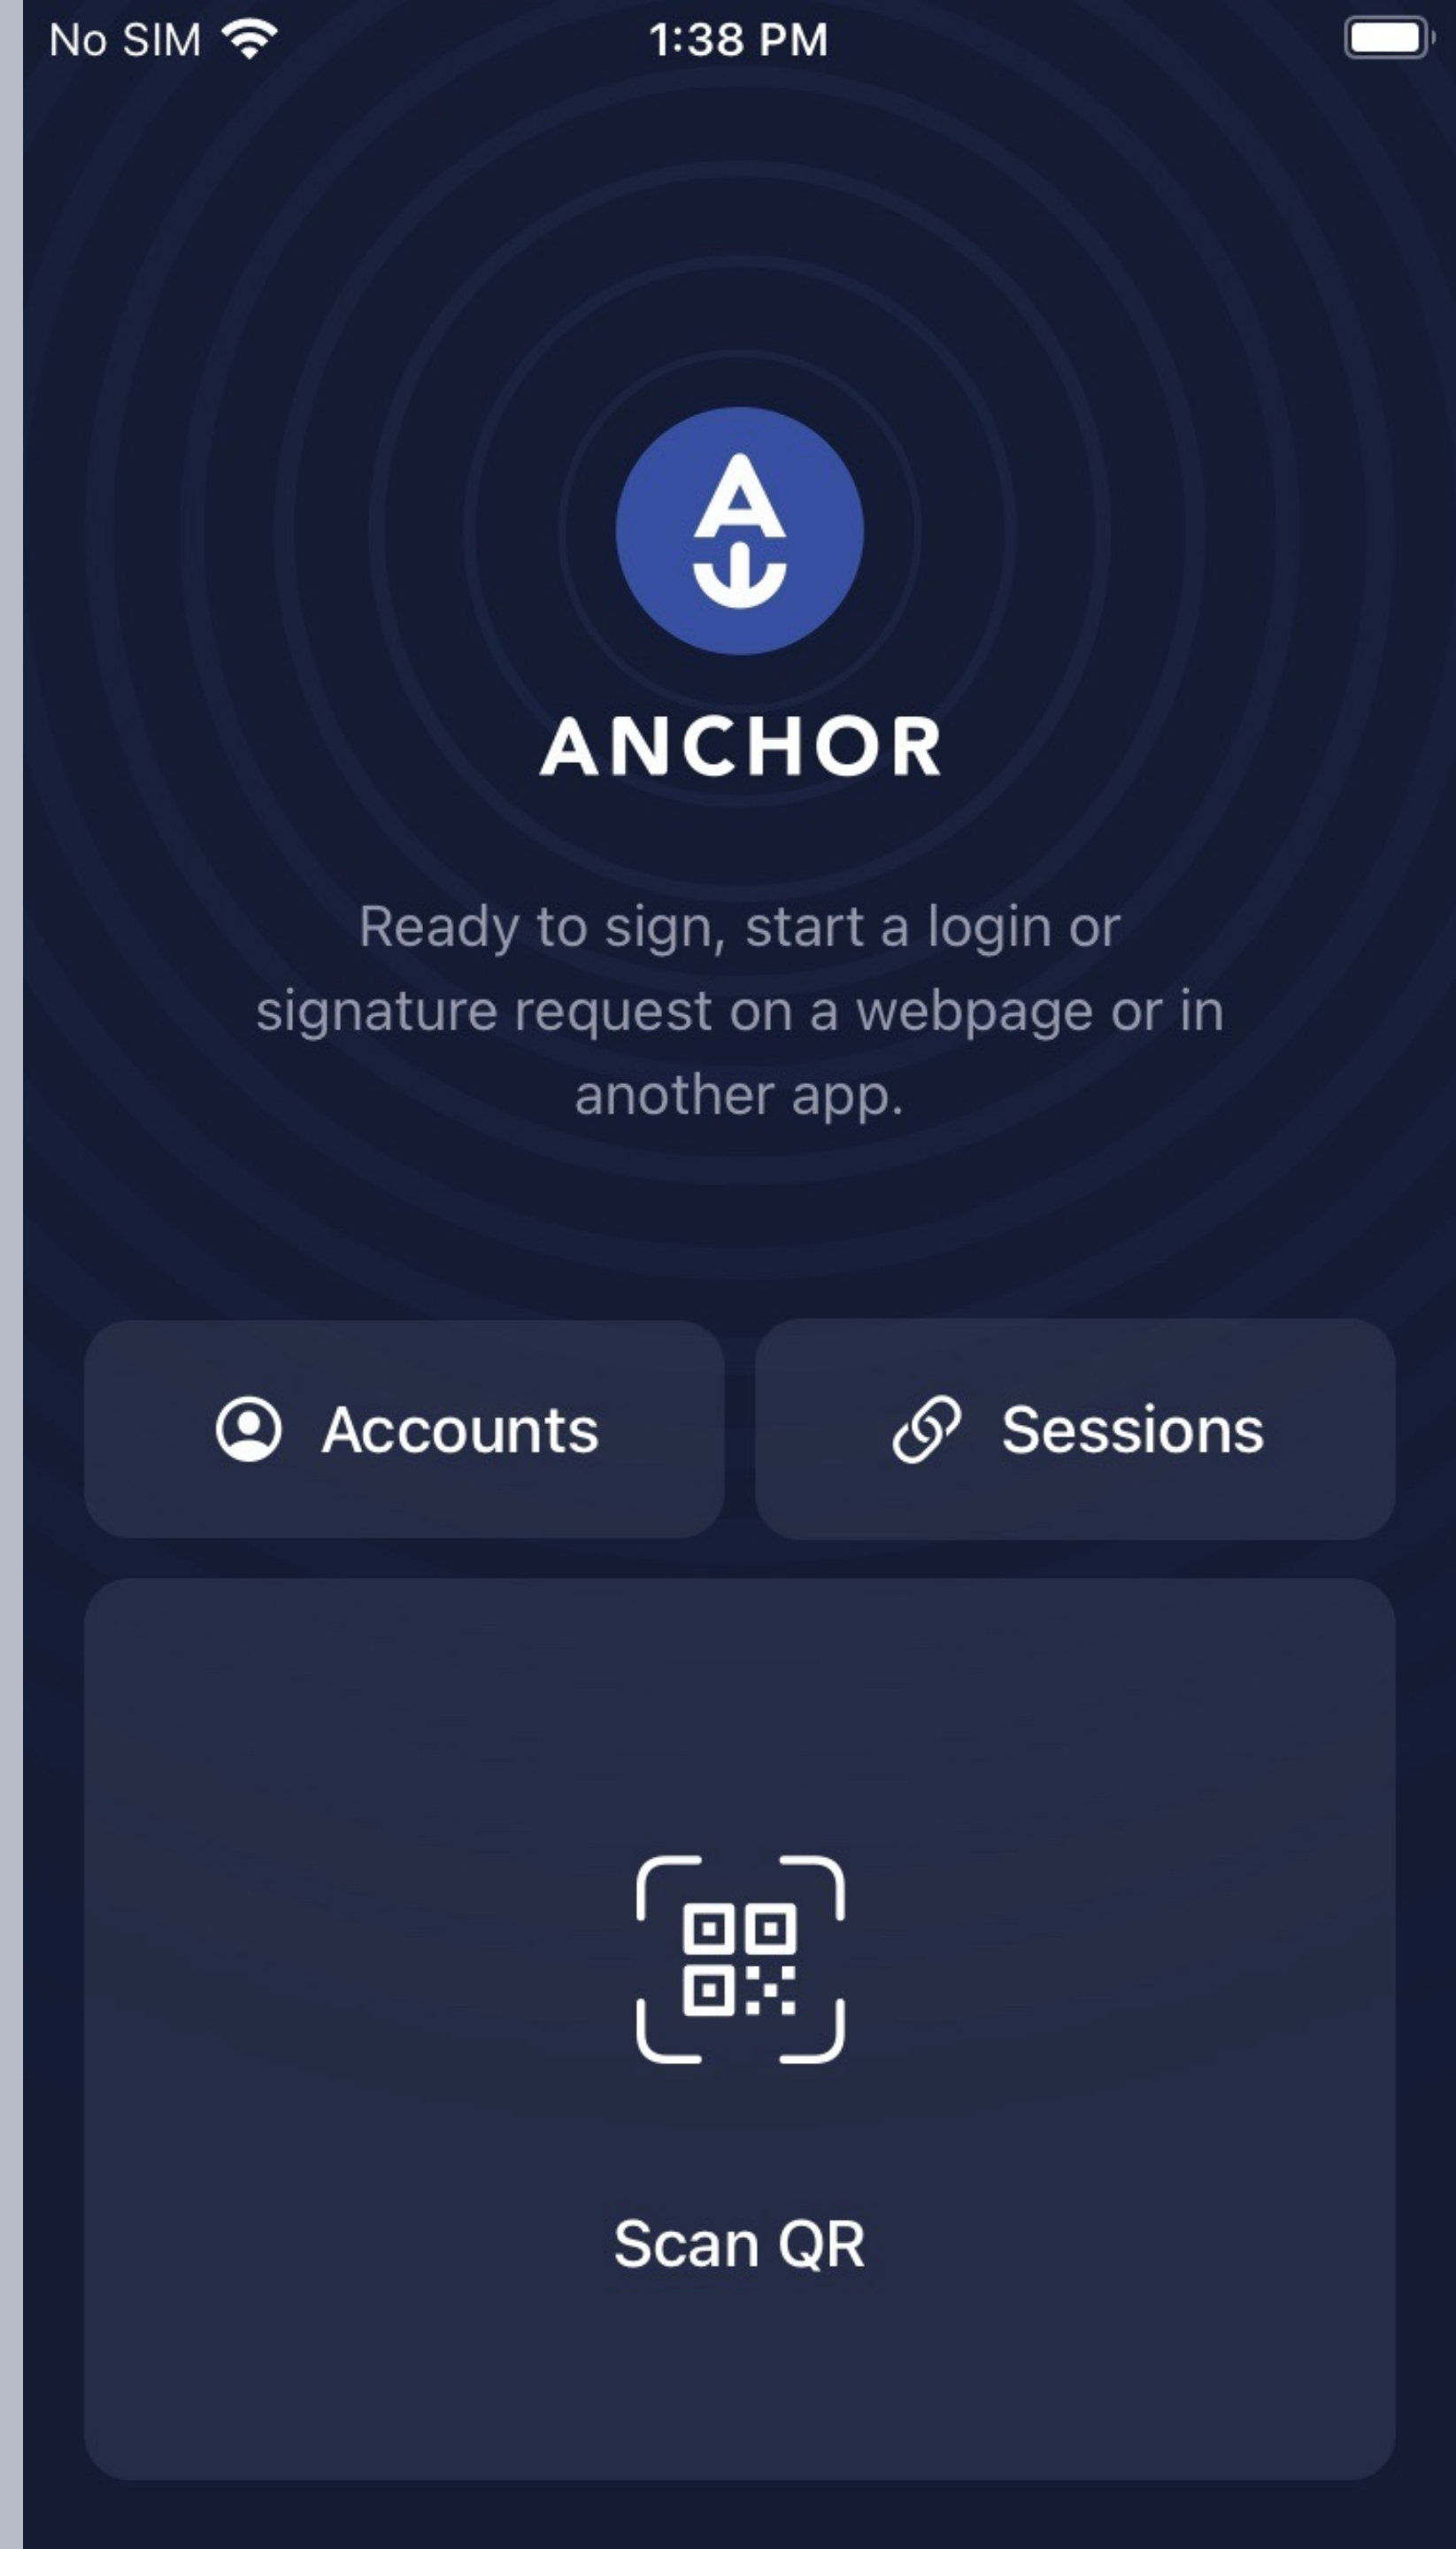 No SIM 1:38 PM
ANCHOR
Ready to sign, start a login or
signature request on a webpage or in
another app.
Accounts Sessions
Scan QR